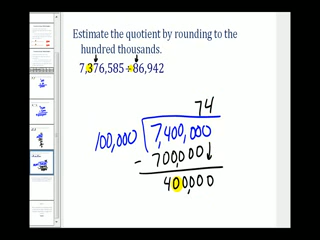 Estimate the quotient by rounding to the
hundred thousands.
7,376,585 ÷ 86,942
74
100,000 7,400,000
- 700,000
400,000